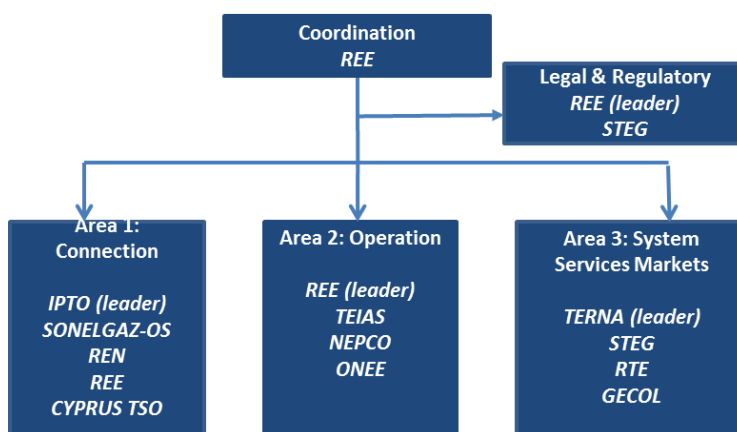 Coordination
REE
Legal & Regulatory
REE (leader)
STEG
Area 1:
Connection
IPTO (leader)
SONELGAZ-OS
REN
REE
CYPRUS TSO
Area 2: Operation
REE (leader)
TEIAS
NEPCO
ONEE
Area 3: System
Services Markets
TERNA (leader)
STEG
RTE
GECOL